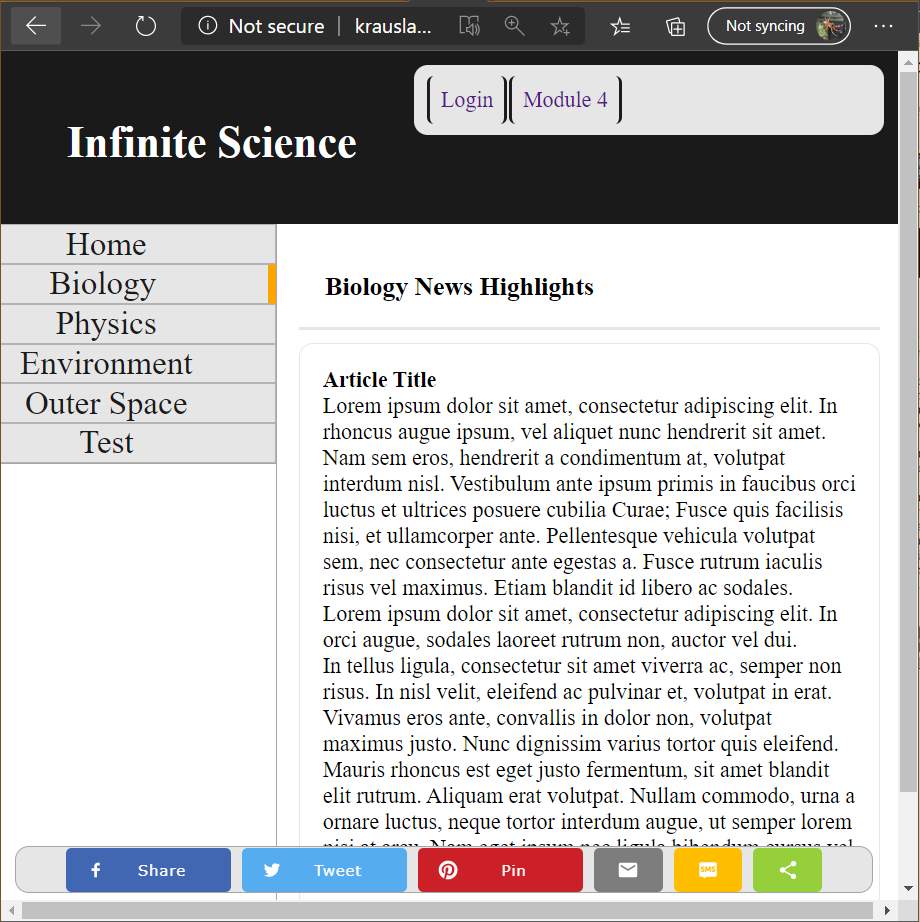 Not secure | krausla...
Not syncing
Login
Module 4
Infinite Science
Home
Biology
Physics
Environment
Outer Space
Test
Biology News Highlights
Article Title
Lorem ipsum dolor sit amet, consectetur adipiscing elit. In
rhoncus augue ipsum, vel aliquet nunc hendrerit sit amet.
Nam sem eros, hendrerit a condimentum at, volutpat
interdum nisl. Vestibulum ante ipsum primis in faucibus orci
luctus et ultrices posuere cubilia Curae; Fusce quis facilisis
nisi, et ullamcorper ante. Pellentesque vehicula volutpat
sem, nec consectetur ante egestas a. Fusce rutrum iaculis
risus vel maximus. Etiam blandit id libero ac sodales.
Lorem ipsum dolor sit amet, consectetur adipiscing elit. In
orci augue, sodales laoreet rutrum non, auctor vel dui.
In tellus ligula, consectetur sit amet viverra ac, semper non
risus. In nisl velit, eleifend ac pulvinar et, volutpat in erat.
Vivamus eros ante, convallis in dolor non, volutpat
maximus justo. Nunc dignissim varius tortor quis eleifend.
Mauris rhoncus est eget justo fermentum, sit amet blandit
elit rutrum. Aliquam erat volutpat. Nullam commodo, urna a
ornare luctus, neque tortor interdum augue, ut semper lorem
Share
Tweet
Pin
SMS